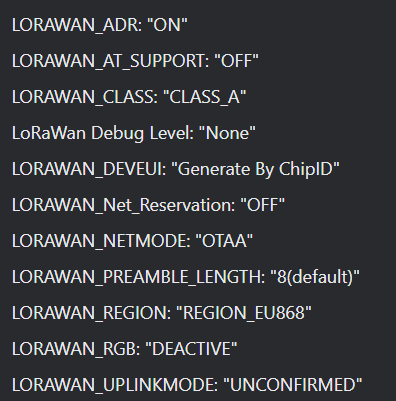 LORAWAN_ADR: "ON"
LORAWAN_AT_SUPPORT: "OFF"
LORAWAN_CLASS: "CLASS_A"
LoRaWan Debug Level: "None"
LORAWAN_DEVEUI: "Generate By ChipID"
LORAWAN_Net_Reservation: "OFF"
LORAWAN_NETMODE: "OTAA"
LORAWAN_PREAMBLE_LENGTH: "8(default)"
LORAWAN_REGION: "REGION_EU868"
LORAWAN_RGB: "DEACTIVE"
LORAWAN_UPLINKMODE: "UNCONFIRMED"